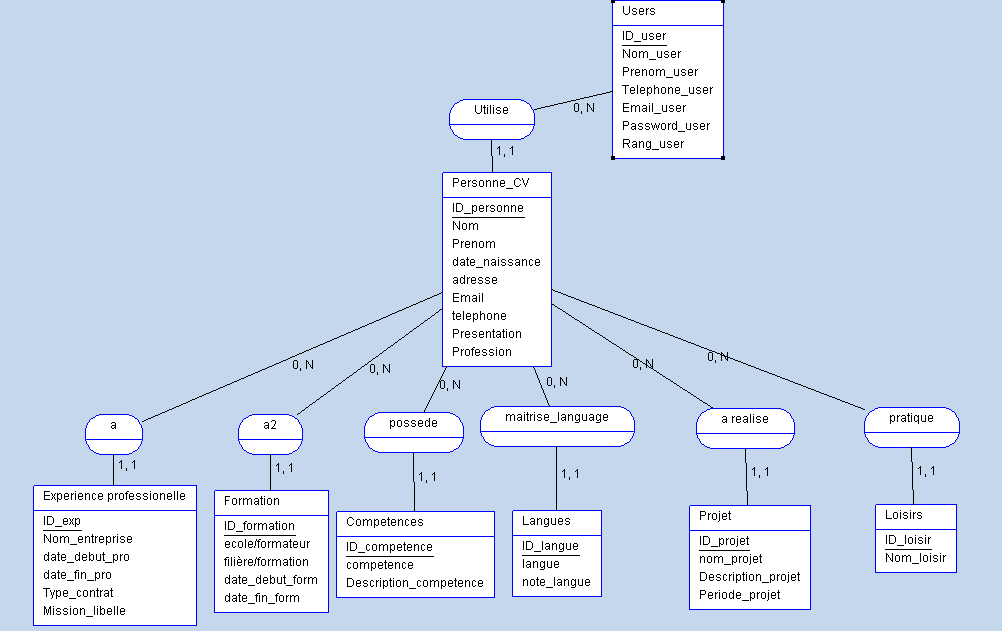 Users
ID_user
Nom_user
Prenom_user
Telephone_user
Email_user
Password_user
Rang_user
Utilise
0, N
1, 1
Personne_CV
ID_personne
Nom
Prenom
date_naissance
adresse
Email
telephone
Presentation
Profession
0, N
0, N
0, N
0, N
0, N
0, N
a
a2
possede
maitrise_language
a realise
pratique
1, 1
1, 1
1, 1
1, 1
1, 1
1, 1
Experience professionelle
ID_exp
Nom_entreprise
date_debut_pro
date_fin_pro
Type_contrat
Mission_libelle
Formation
ID_formation
ecole/formateur
filière/formation
date_debut_form
date_fin_form
Competences
ID_competence
competence
Description_competence
Langues
ID_langue
langue
note_langue
Projet
ID_projet
nom_projet
Description_projet
Periode_projet
Loisirs
ID_loisir
Nom_loisir